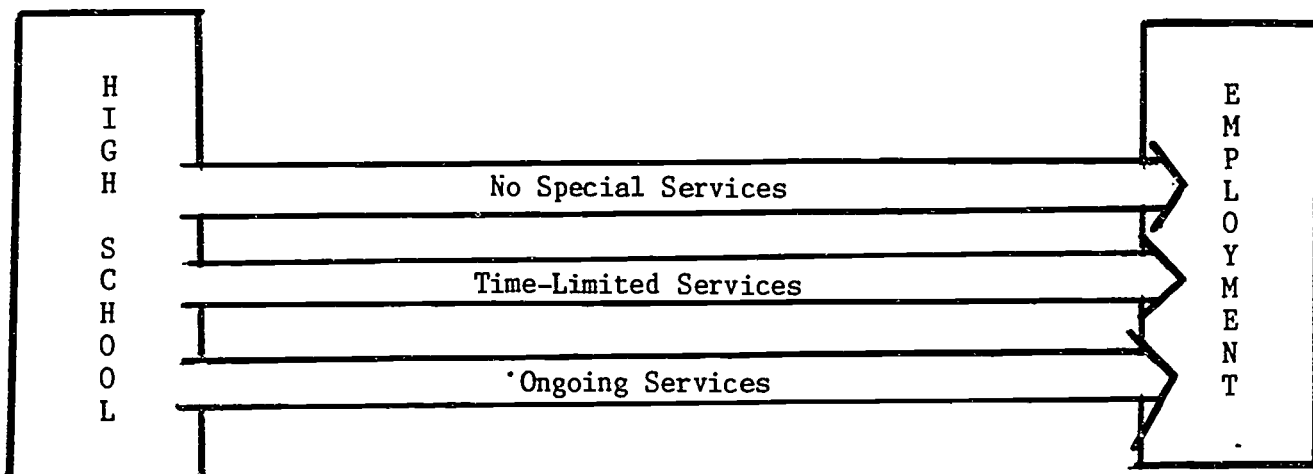 HIGH SCHOOL
No Special Services
Time-Limited Services
Ongoing Services
EMPLOYMENT